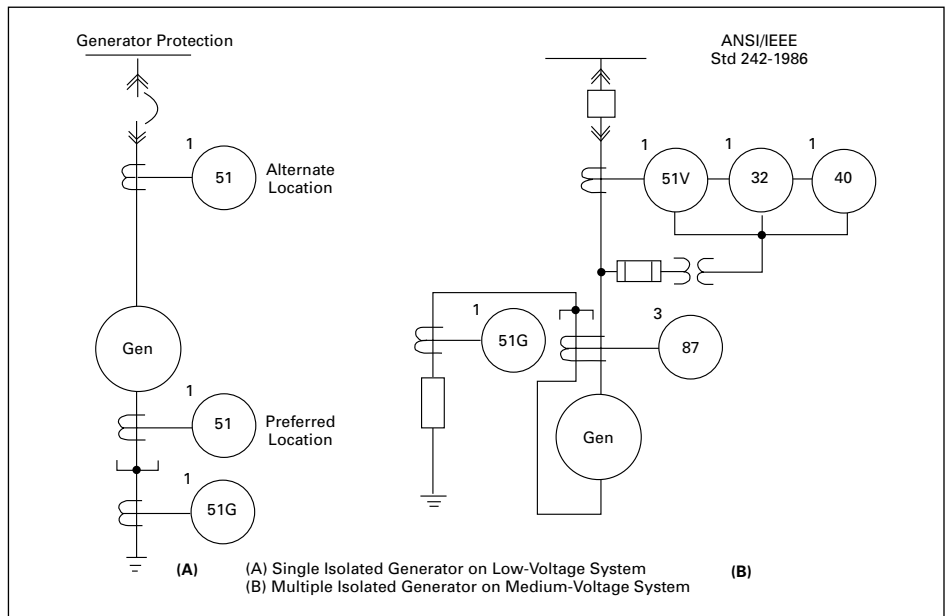 Generator Protection
ANSI/IEEE
Std 242-1986
1
51
Alternate
Location
1
51V
1
32
1
40
Gen
1
51G
3
87
1
51
Preferred
Location
Gen
1
51G
(A)
(A) Single Isolated Generator on Low-Voltage System
(B) Multiple Isolated Generator on Medium-Voltage System
(B)